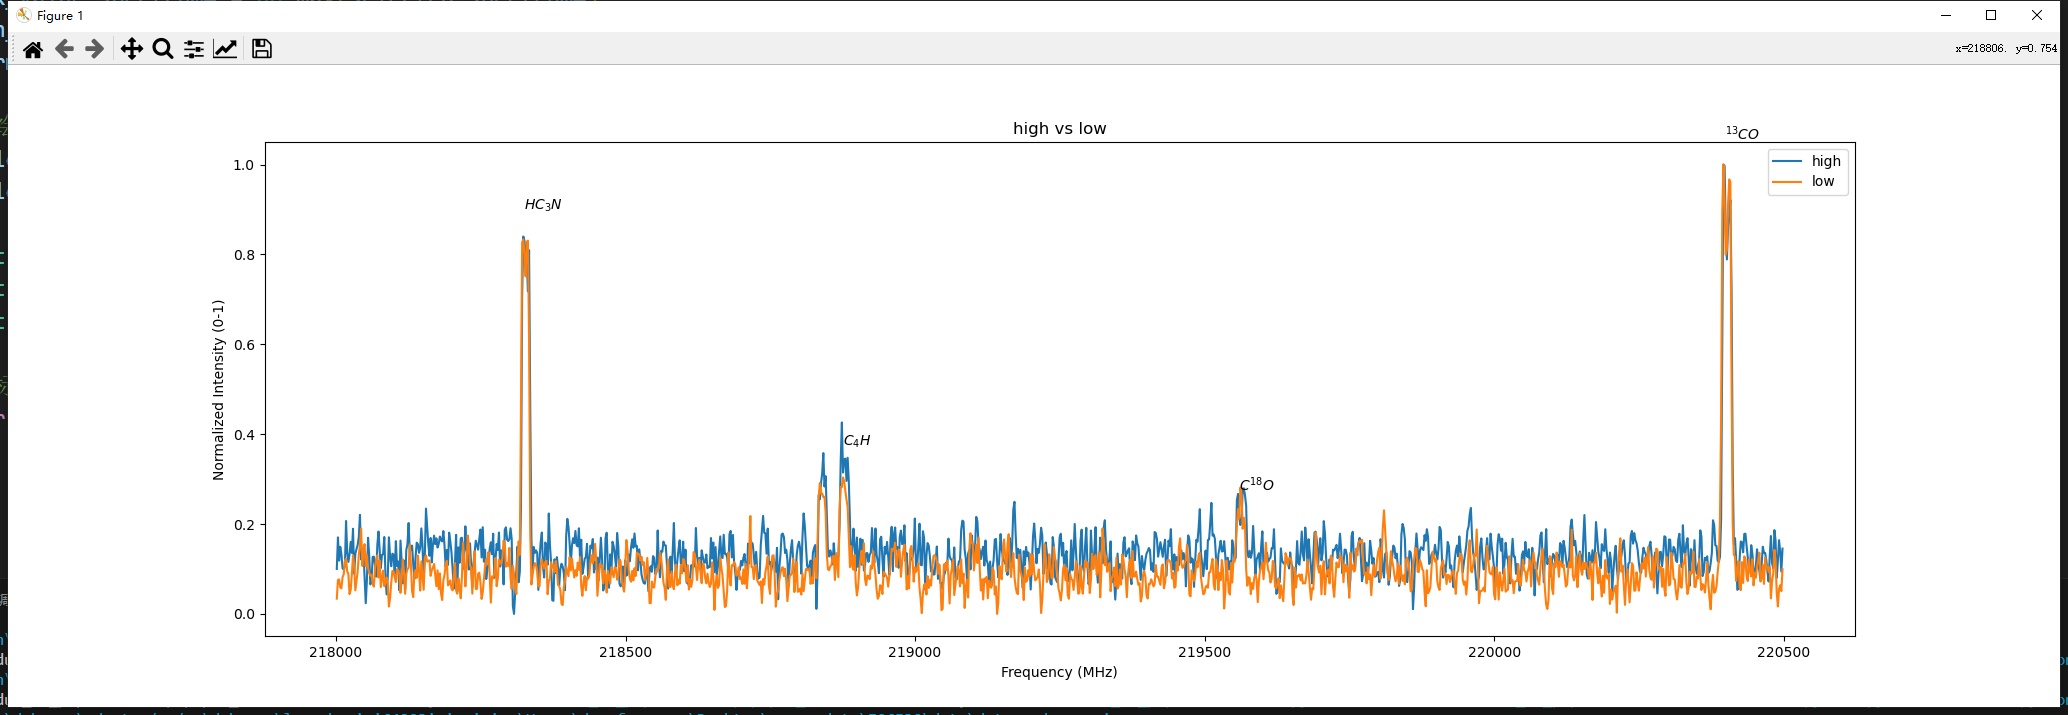 Figure 1
x=218806. y=0.754
high vs low
¹³CO
high
low
HC₃N
C₄H
C¹⁸O
1.0
0.8
0.6
0.4
0.2
0.0
Normalized Intensity (0-1)
218000 218500 219000 219500 220000 220500
Frequency (MHz)